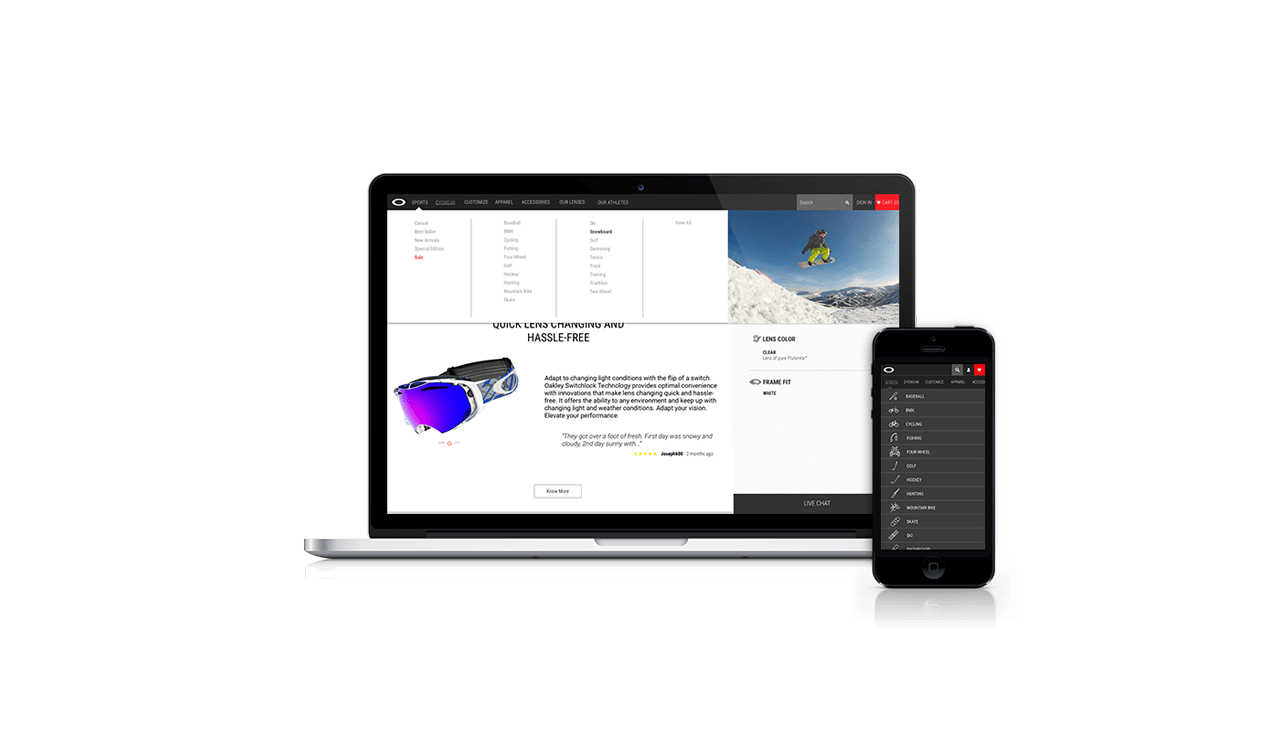 SPORTS EYEWEAR CUSTOMIZE APPAREL ACCESSORIES OUR LENSES OUR ATHLETES Search SIGN IN CART (0)
Casual
Best Seller
New Arrivals
Special Edition
Sale
Baseball
BMX
Cycling
Fishing
Four-Wheel
Golf
Hockey
Hunting
Mountain Bike
Skate
Ski
Snowboard
Surf
Swimming
Tennis
Track
Training
Triathlon
Two-Wheel
View All
QUICK LENS CHANGING AND
HASSLE-FREE
Adapt to changing light conditions with the flip of a switch.
Oakley Switchlock Technology provides optimal convenience
with innovations that make lens changing quick and hassle-
free. It offers the ability to any environment and keep up with
changing light and weather conditions. Adapt your vision.
Elevate your performance.
"They got over a foot of fresh. First day was snowy and
cloudy, 2nd day sunny with..."
Joseph680 - 2 months ago
Know More
LENS COLOR
CLEAR
Lens of pure Plutonite™
FRAME FIT
WHITE
LIVE CHAT
SPORTS EYEWEAR CUSTOMIZE APPAREL ACCESS
BASEBALL
BMX
CYCLING
FISHING
FOUR-WHEEL
GOLF
HOCKEY
HUNTING
MOUNTAIN BIKE
SKATE
SKI
SNOWBOARD